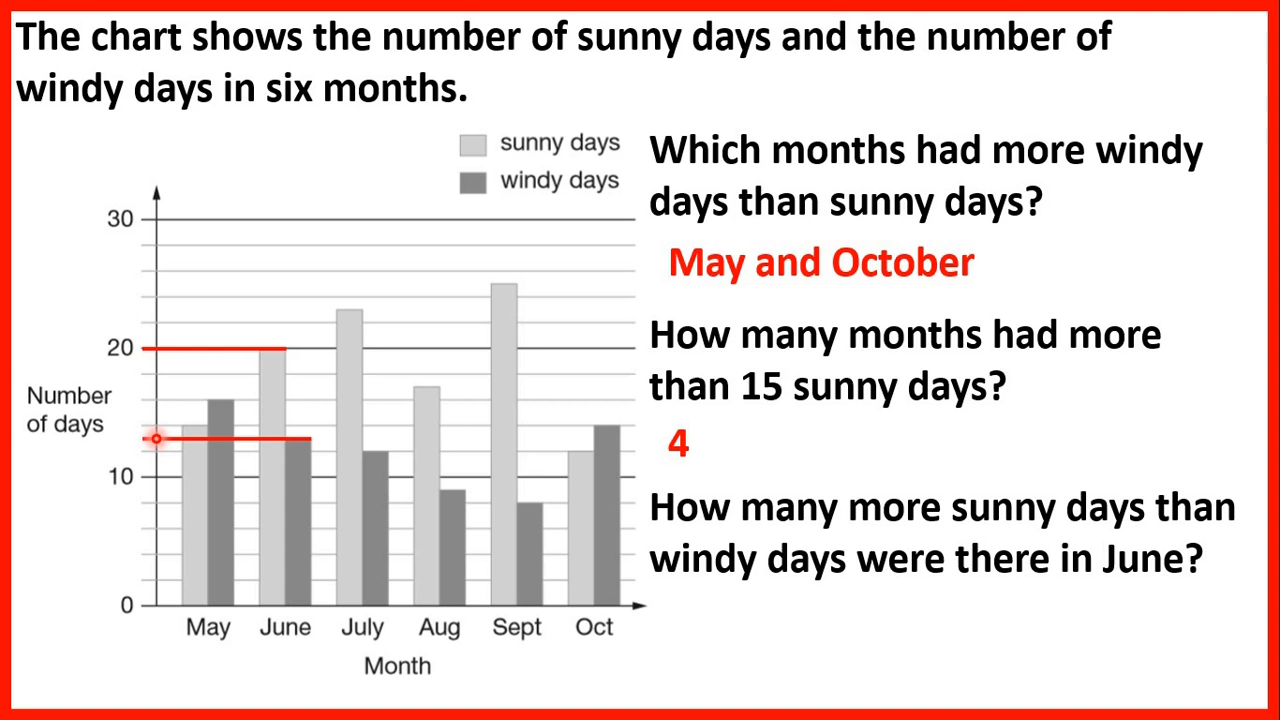 The chart shows the number of sunny days and the number of
windy days in six months.
sunny days
windy days
30
20
Number
of days
10
0
May June July Aug Sept Oct
Month
Which months had more windy
days than sunny days?
May and October
How many months had more
than 15 sunny days?
4
How many more sunny days than
windy days were there in June?